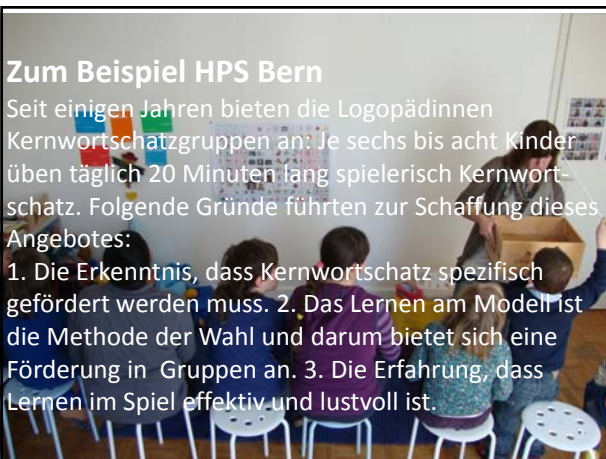 Zum Beispiel HPS Bern
Seit einigen Jahren bieten die Logopädinnen
Kernwortschatzgruppen an: Je sechs bis acht Kinder
üben täglich 20 Minuten lang spielerisch Kernwort-
schatz. Folgende Gründe führten zur Schaffung dieses
Angebotes:
1. Die Erkenntnis, dass Kernwortschatz spezifisch
gefördert werden muss. 2. Das Lernen am Modell ist
die Methode der Wahl und darum bietet sich eine
Förderung in  Gruppen an. 3. Die Erfahrung, dass
Lernen im Spiel effektiv und lustvoll ist.